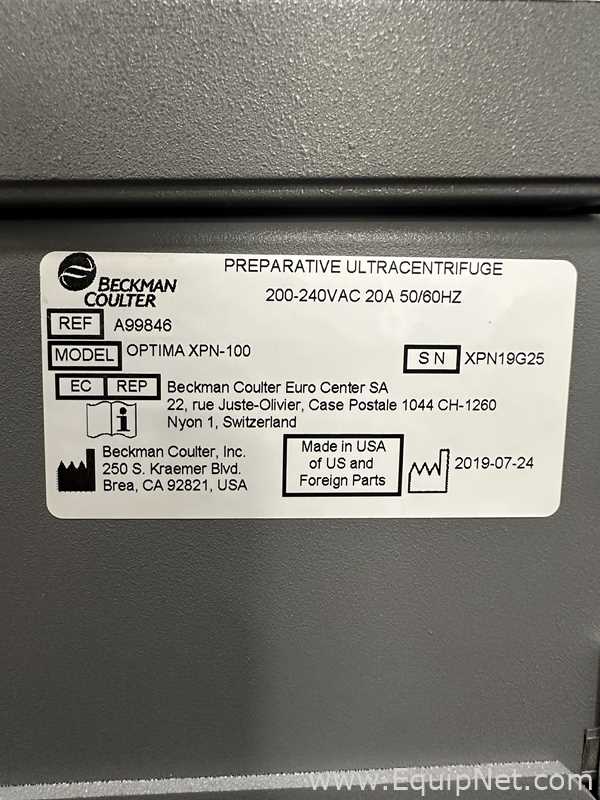 BECKMAN
COULTER
PREPARATIVE ULTRACENTRIFUGE
200-240VAC 20A 50/60HZ
REF A99846
MODEL OPTIMA XPN-100
S N XPN19G25
EC REP Beckman Coulter Euro Center SA
22, rue Juste-Olivier, Case Postale 1044 CH-1260
Nyon 1, Switzerland
Beckman Coulter, Inc.
250 S. Kraemer Blvd.
Brea, CA 92821, USA
Made in USA
of US and
Foreign Parts
2019-07-24
www.EquipNet.com